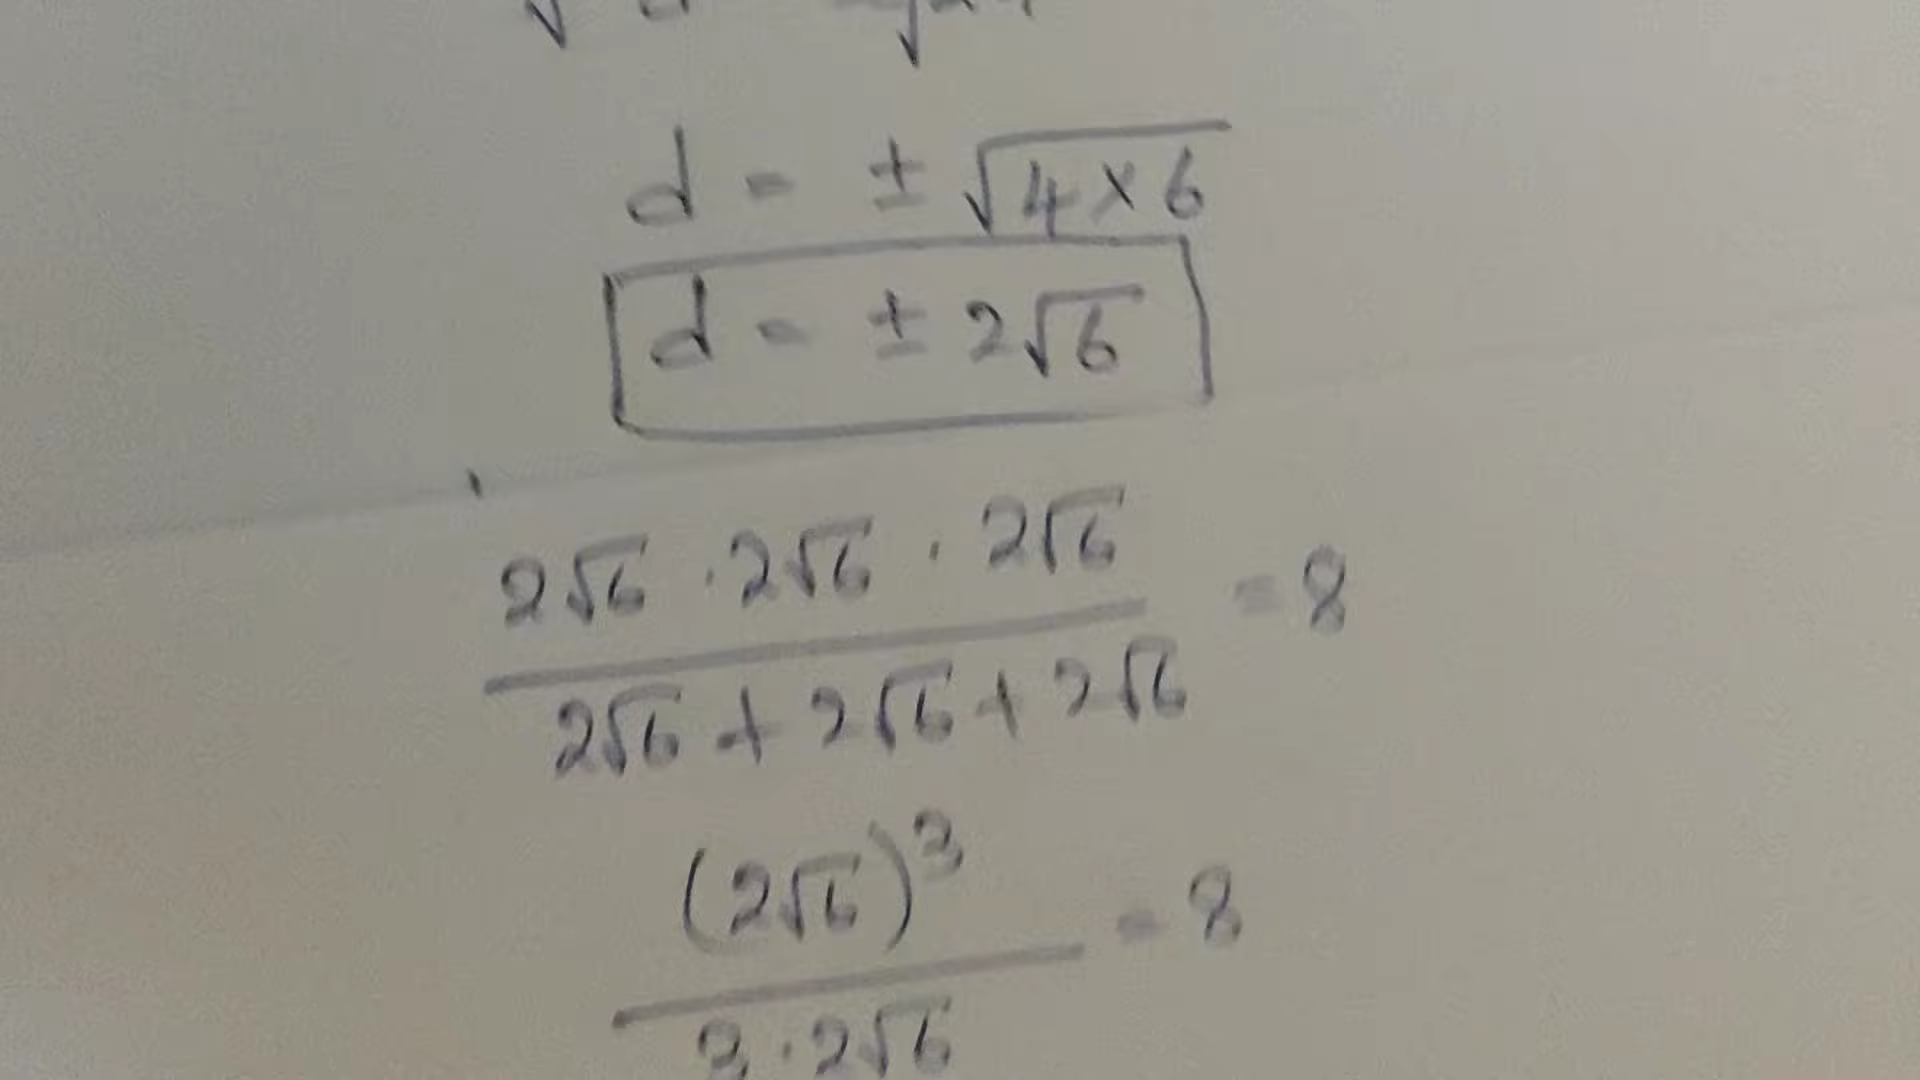 d = ± √4×6
d = ± 2√6
2√6 · 2√6 · 2√6 = 8
2√6 + 2√6 + 2√6
(2√6)³ = 8
3 · 2√6